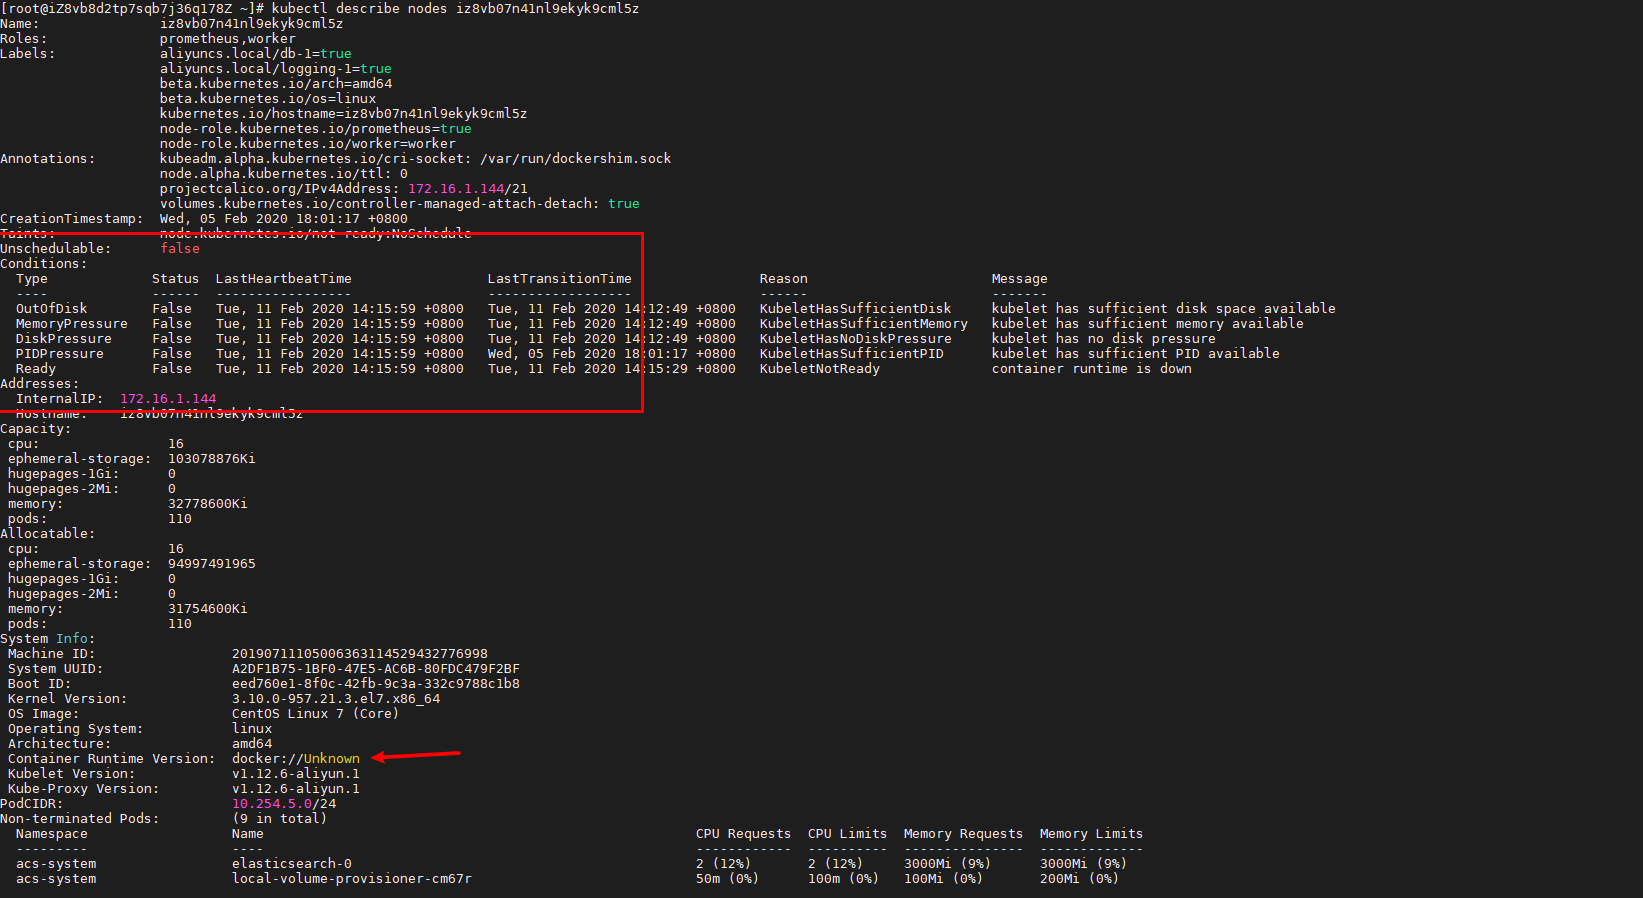 [root@iZ8vb8d2tp7sqb7j36q178Z ~]# kubectl describe nodes iz8vb07n41nl9ekyk9cml5z
Name:               iz8vb07n41nl9ekyk9cml5z
Roles:              prometheus,worker
Labels:             aliyuncs.local/db-1=true
                    aliyuncs.local/logging-1=true
                    beta.kubernetes.io/arch=amd64
                    beta.kubernetes.io/os=linux
                    kubernetes.io/hostname=iz8vb07n41nl9ekyk9cml5z
                    node-role.kubernetes.io/prometheus=true
                    node-role.kubernetes.io/worker=worker
Annotations:        kubeadm.alpha.kubernetes.io/cri-socket: /var/run/dockershim.sock
                    node.alpha.kubernetes.io/ttl: 0
                    projectcalico.org/IPv4Address: 172.16.1.144/21
                    volumes.kubernetes.io/controller-managed-attach-detach: true
CreationTimestamp:  Wed, 05 Feb 2020 18:01:17 +0800
Taints:             node.kubernetes.io/not-ready:NoSchedule
Unschedulable:      false
Conditions:
  Type             Status  LastHeartbeatTime                 LastTransitionTime                Reason                       Message
  ----             ------  -----------------                 ------------------                ------                       -------
  OutOfDisk        False   Tue, 11 Feb 2020 14:15:59 +0800   Tue, 11 Feb 2020 14:12:49 +0800   KubeletHasSufficientDisk     kubelet has sufficient disk space available
  MemoryPressure   False   Tue, 11 Feb 2020 14:15:59 +0800   Tue, 11 Feb 2020 14:12:49 +0800   KubeletHasSufficientMemory   kubelet has sufficient memory available
  DiskPressure     False   Tue, 11 Feb 2020 14:15:59 +0800   Tue, 11 Feb 2020 14:12:49 +0800   KubeletHasNoDiskPressure     kubelet has no disk pressure
  PIDPressure      False   Tue, 11 Feb 2020 14:15:59 +0800   Wed, 05 Feb 2020 18:01:17 +0800   KubeletHasSufficientPID      kubelet has sufficient PID available
  Ready            False   Tue, 11 Feb 2020 14:15:59 +0800   Tue, 11 Feb 2020 14:15:29 +0800   KubeletNotReady              container runtime is down
Addresses:
  InternalIP:  172.16.1.144
  Hostname:    iz8vb07n41nl9ekyk9cml5z
Capacity:
 cpu:                16
 ephemeral-storage:  103078876Ki
 hugepages-1Gi:      0
 hugepages-2Mi:      0
 memory:             32778600Ki
 pods:               110
Allocatable:
 cpu:                16
 ephemeral-storage:  94997491965
 hugepages-1Gi:      0
 hugepages-2Mi:      0
 memory:             31754600Ki
 pods:               110
System Info:
 Machine ID:                 20190711105006363114529432776998
 System UUID:                A2DF1B75-1BF0-47E5-AC6B-80FDC479F2BF
 Boot ID:                    eed760e1-8f0c-42fb-9c3a-332c9788c1b8
 Kernel Version:             3.10.0-957.21.3.el7.x86_64
 OS Image:                   CentOS Linux 7 (Core)
 Operating System:           linux
 Architecture:               amd64
 Container Runtime Version:  docker://Unknown
 Kubelet Version:            v1.12.6-aliyun.1
 Kube-Proxy Version:         v1.12.6-aliyun.1
PodCIDR:                     10.254.5.0/24
Non-terminated Pods:         (9 in total)
  Namespace                  Name                                                      CPU Requests  CPU Limits  Memory Requests  Memory Limits
  ---------                  ----                                                      ------------  ----------  ---------------  -------------
  acs-system                 elasticsearch-0                                           2 (12%)       2 (12%)     3000Mi (9%)      3000Mi (9%)
  acs-system                 local-volume-provisioner-cm67r                            50m (0%)      100m (0%)   100Mi (0%)       200Mi (0%)